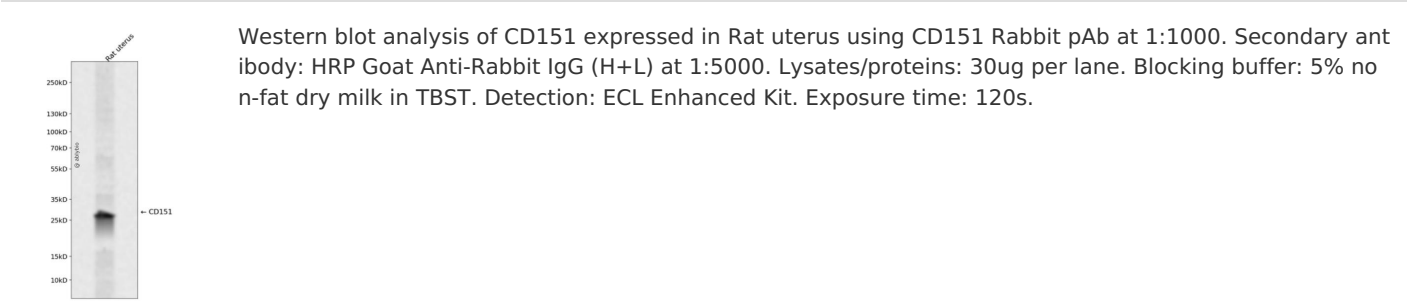 Rat uterus
250kD
130kD
100kD
70kD
55kD
35kD
25kD
15kD
10kD
@ abybio
← CD151
Western blot analysis of CD151 expressed in Rat uterus using CD151 Rabbit pAb at 1:1000. Secondary ant
ibody: HRP Goat Anti-Rabbit IgG (H+L) at 1:5000. Lysates/proteins: 30ug per lane. Blocking buffer: 5% no
n-fat dry milk in TBST. Detection: ECL Enhanced Kit. Exposure time: 120s.